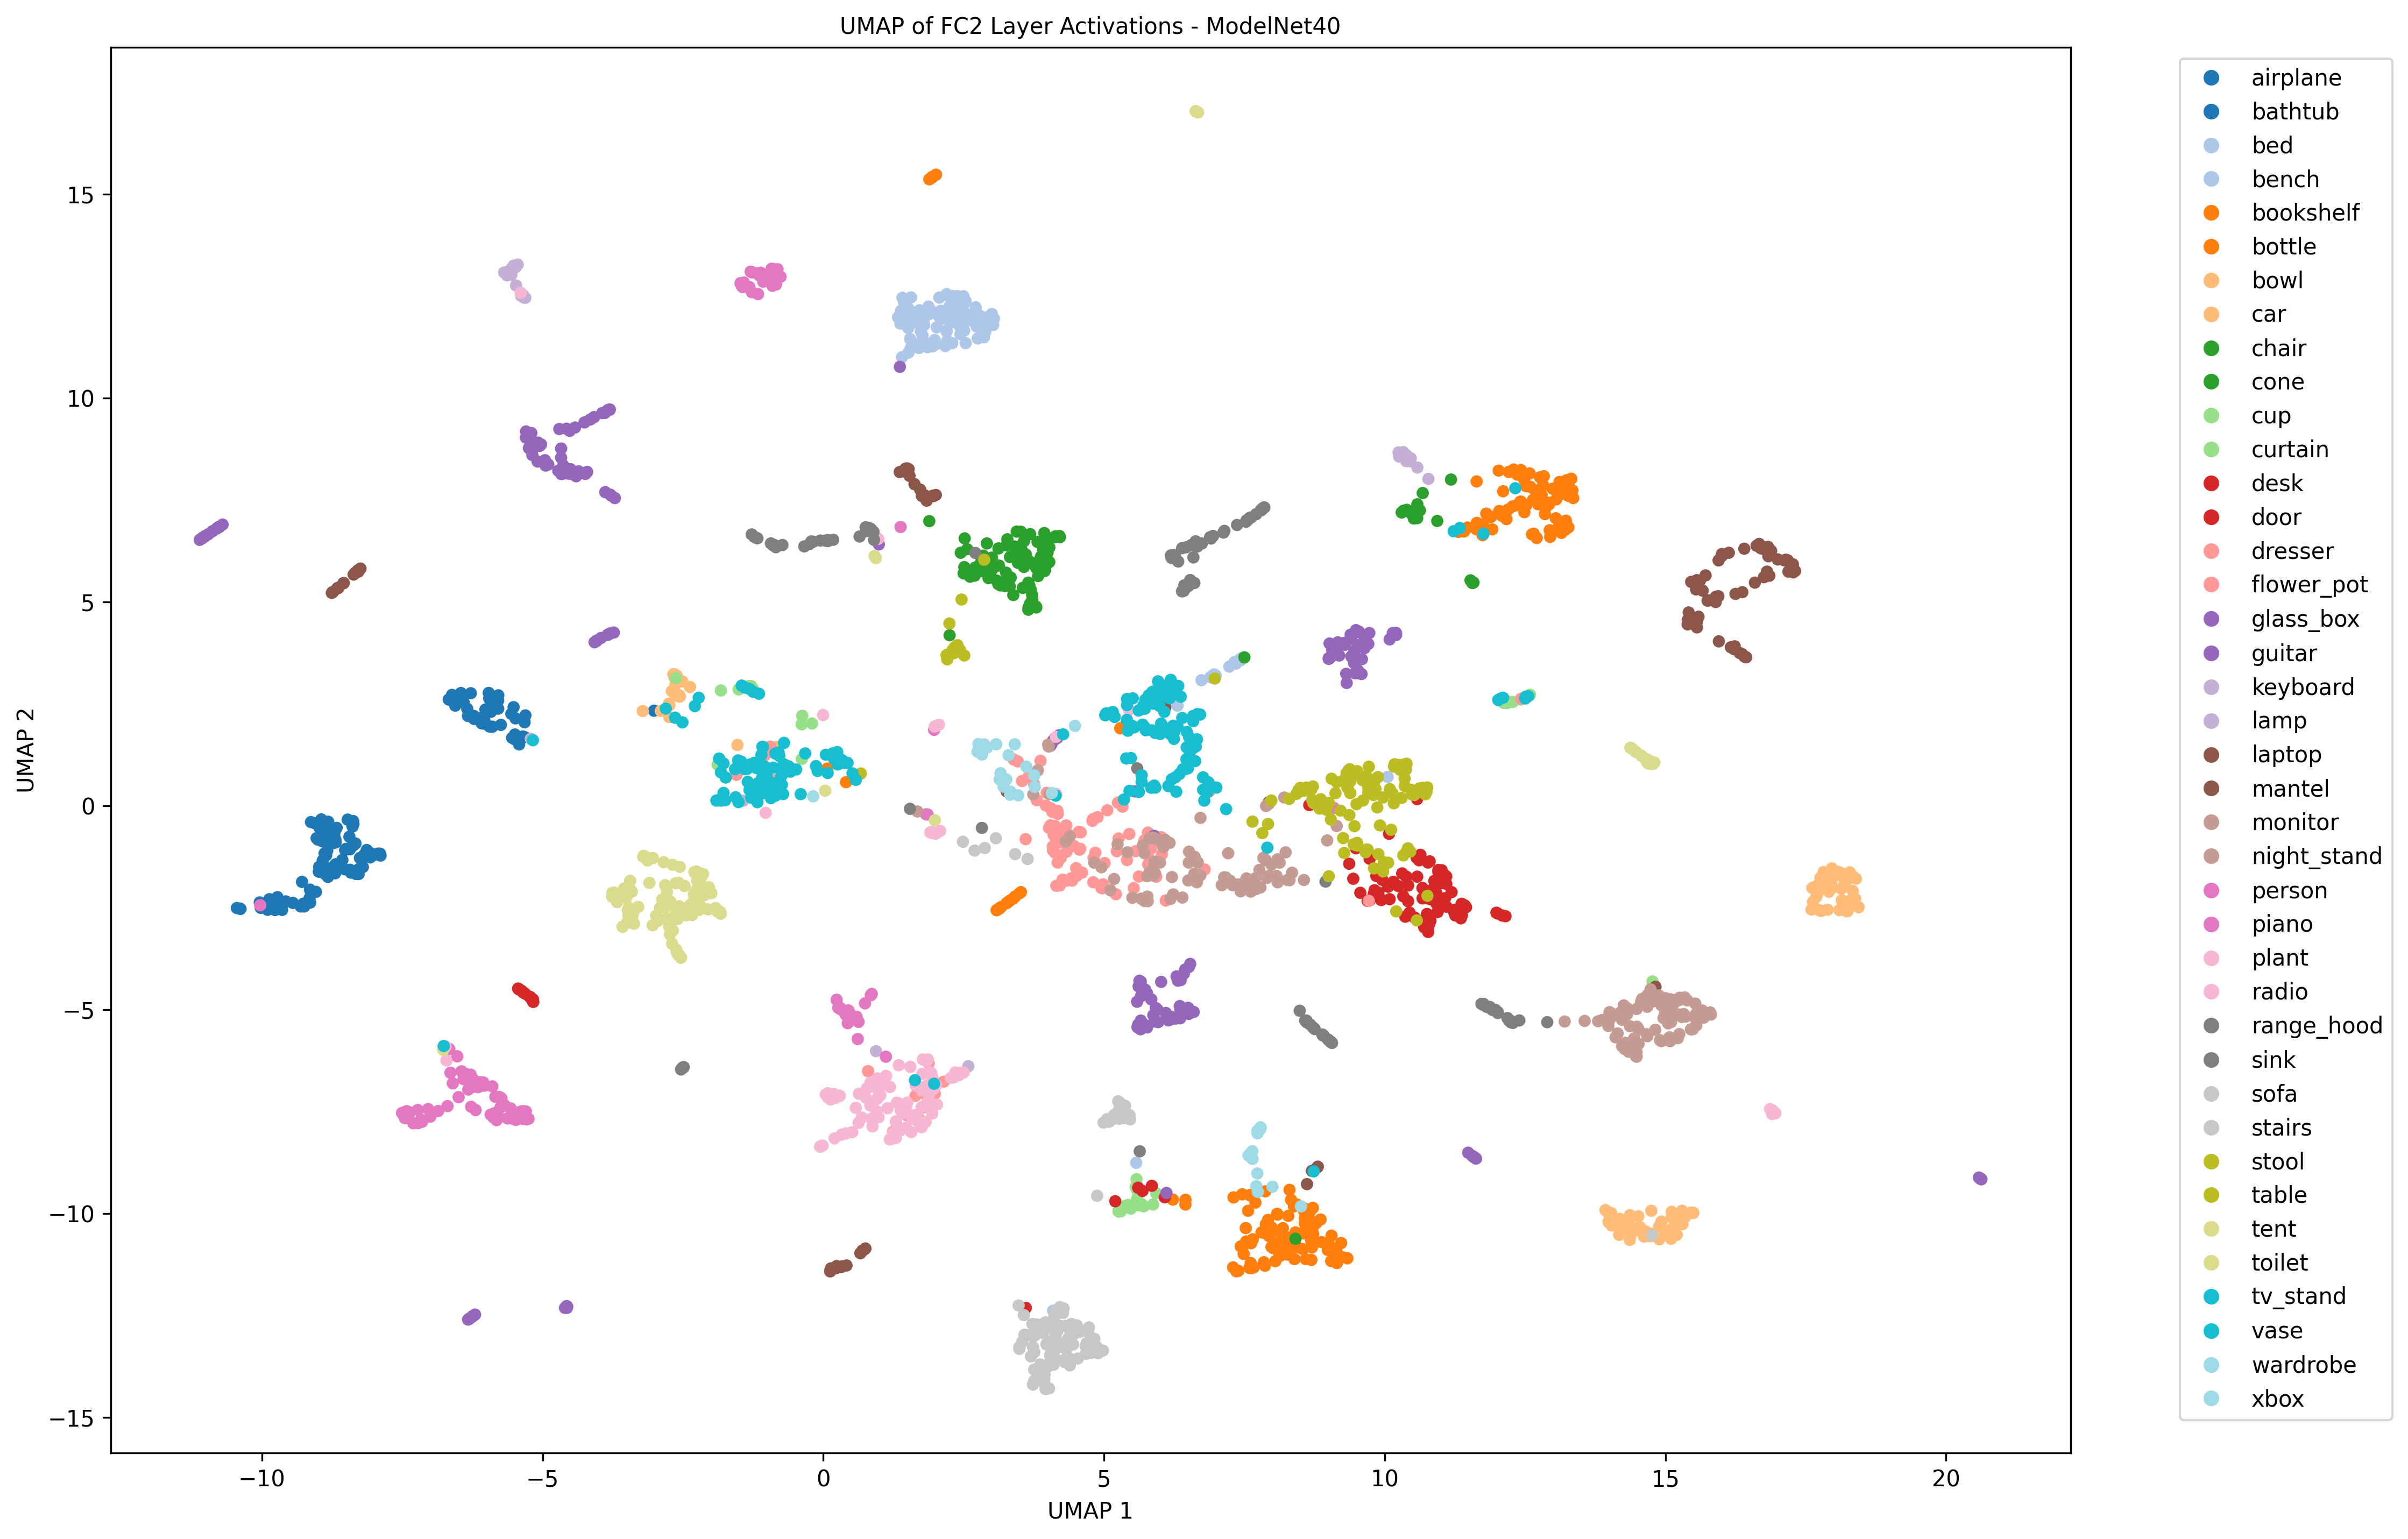 UMAP of FC2 Layer Activations - ModelNet40
15
10
5
0
−5
−10
−15
UMAP 2
−10
−5
0
5
10
15
20
UMAP 1
airplane
bathtub
bed
bench
bookshelf
bottle
bowl
car
chair
cone
cup
curtain
desk
door
dresser
flower_pot
glass_box
guitar
keyboard
lamp
laptop
mantel
monitor
night_stand
person
piano
plant
radio
range_hood
sink
sofa
stairs
stool
table
tent
toilet
tv_stand
vase
wardrobe
xbox